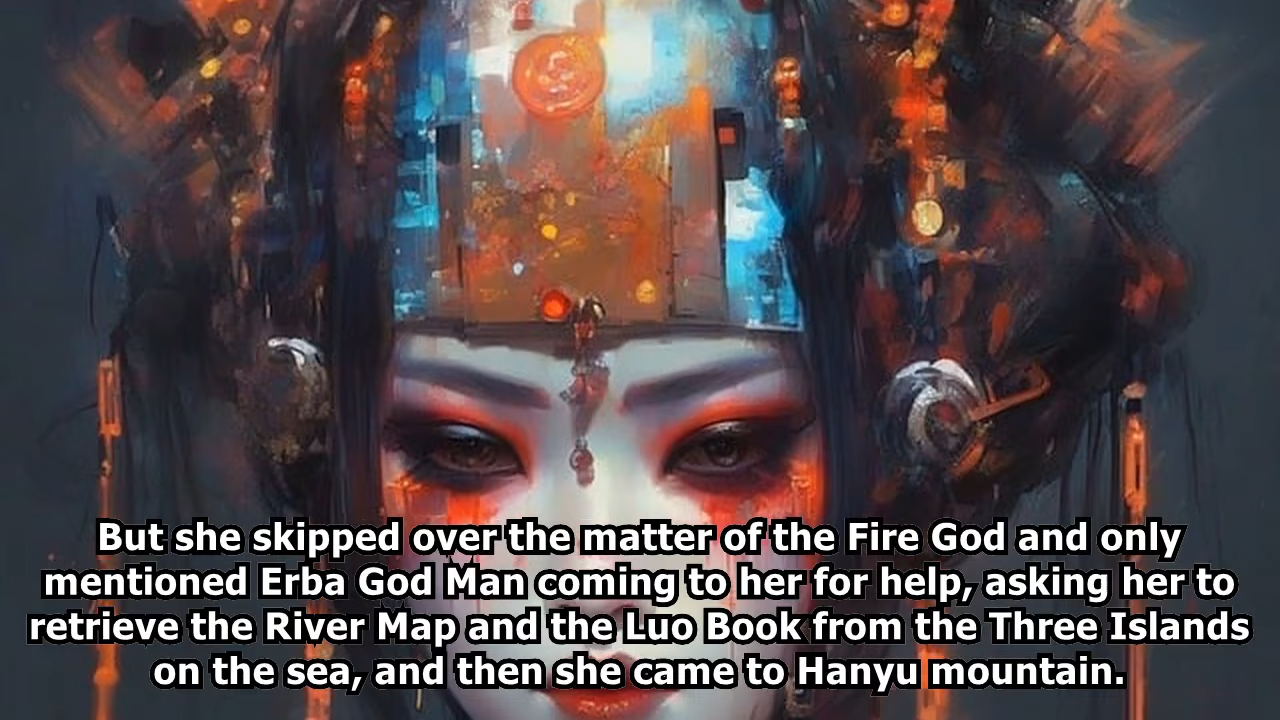 But she skipped over the matter of the Fire God and only
mentioned Erba God Man coming to her for help, asking her to
retrieve the River Map and the Luo Book from the Three Islands
on the sea, and then she came to Hanyu mountain.